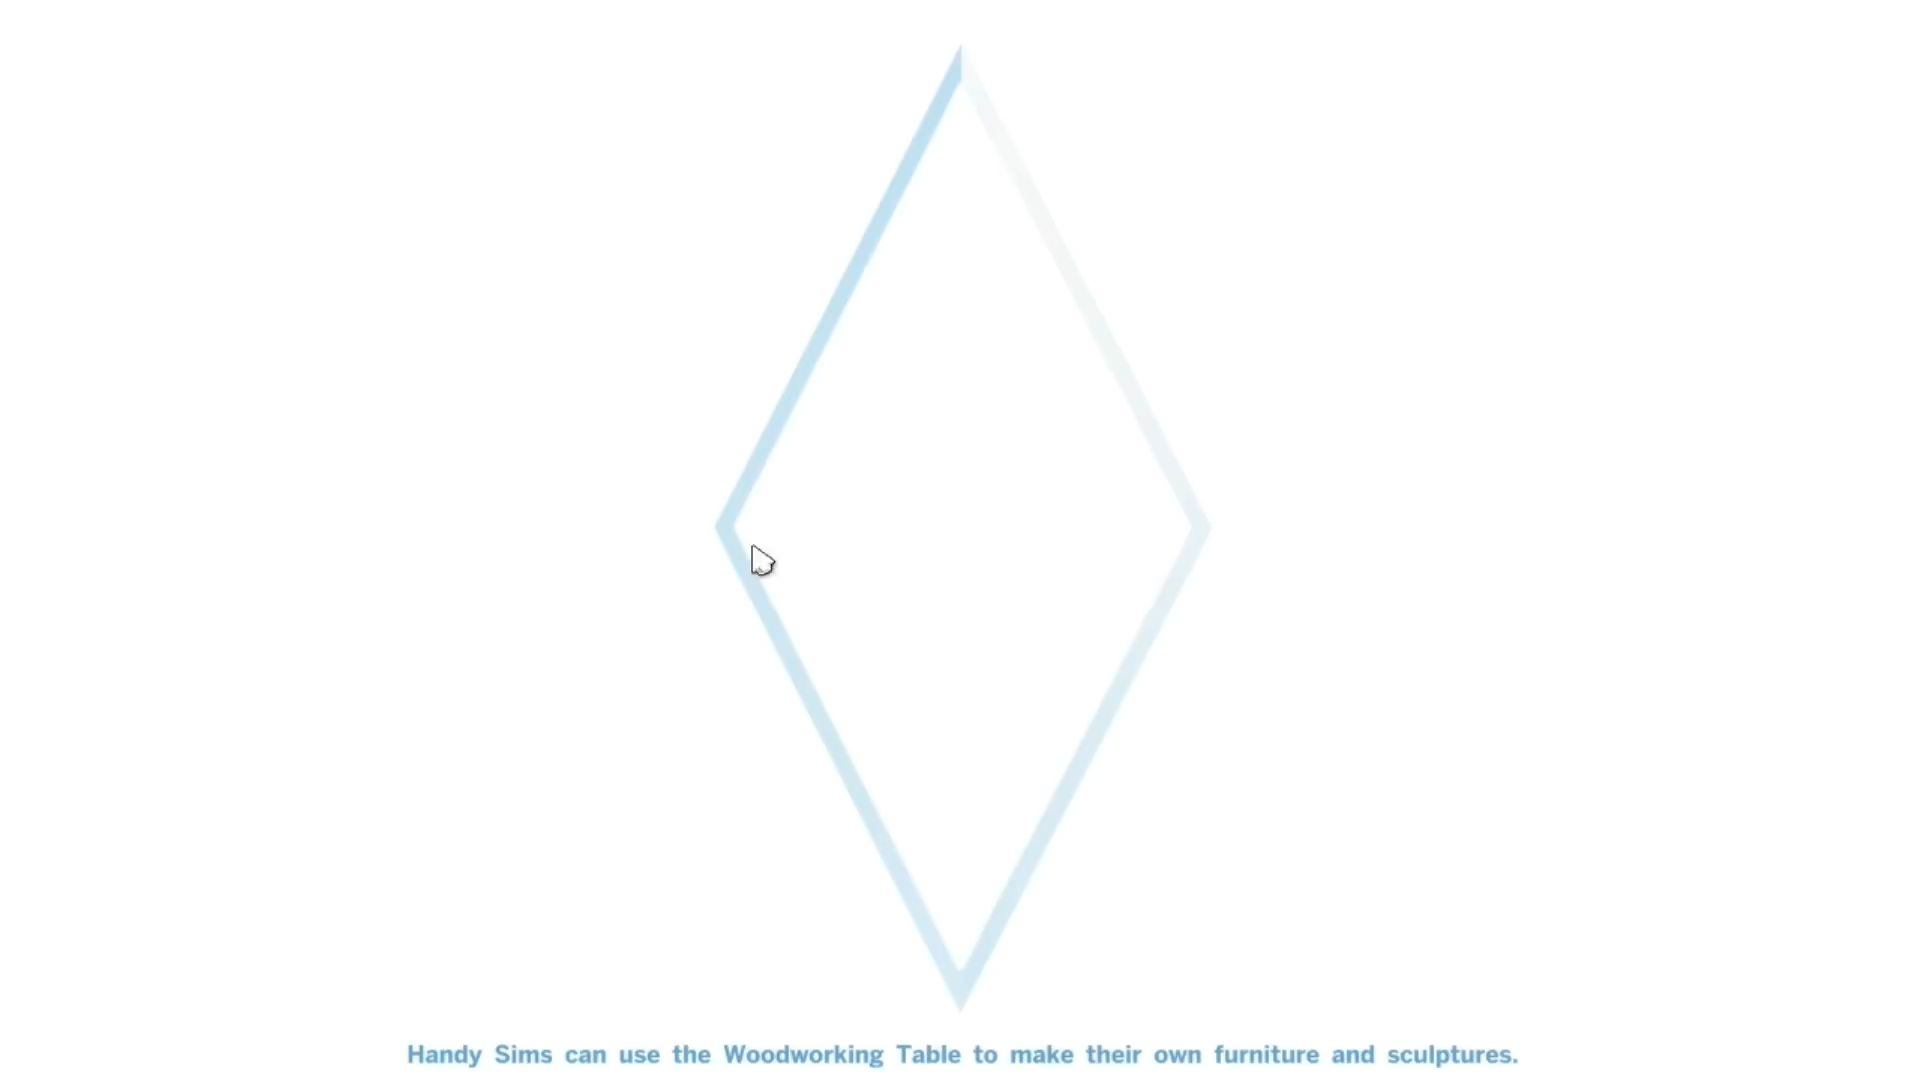 Handy Sims can use the Woodworking Table to make their own furniture and sculptures.